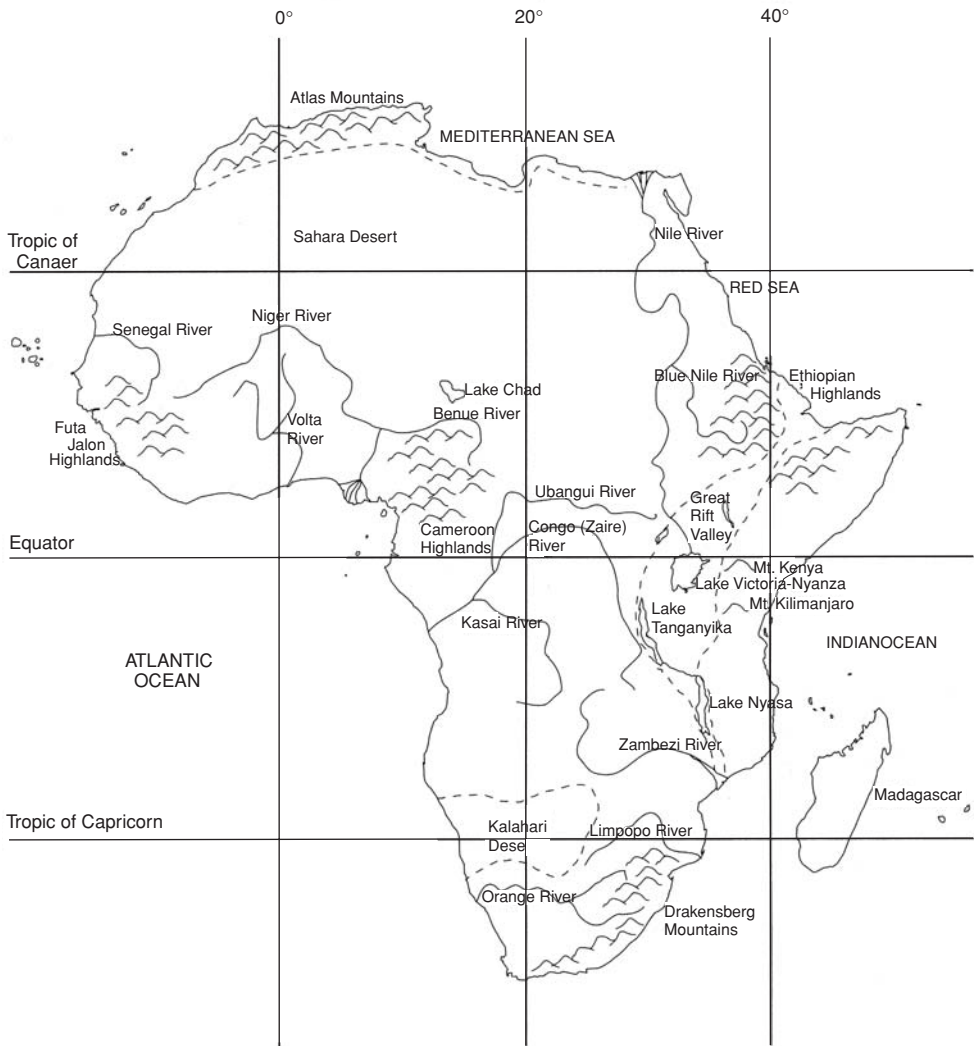 0°
20°
40°
Atlas Mountains
MEDITERRANEAN SEA
Tropic of
Canaer
Sahara Desert
Nile River
RED SEA
Senegal River
Niger River
Lake Chad
Benue River
Blue Nile River
Ethiopian
Highlands
Futa
Jalon
Highlands
Volta
River
Ubangui River
Great
Rift
Valley
Equator
Cameroon
Highlands
Congo (Zaire)
River
Mt. Kenya
Lake Victoria-Nyanza
Mt. Kilimanjaro
Lake
Tanganyika
Kasai River
INDIANOCEAN
ATLANTIC
OCEAN
Lake Nyasa
Zambezi River
Madagascar
Tropic of Capricorn
Kalahari
Dese
Limpopo River
Orange River
Drakensberg
Mountains